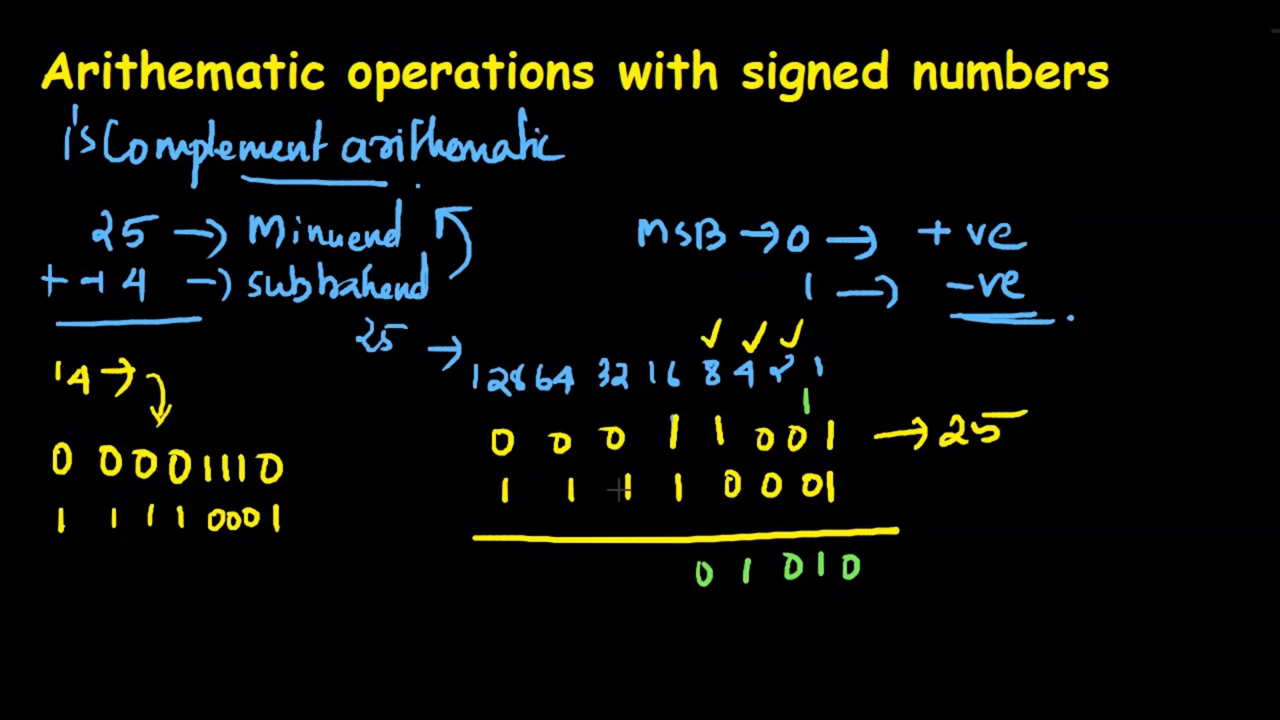 Arithematic operations with signed numbers
1's Complement arithematic
25 → Minuend
+ -14 → subtrahend
MSB → 0 → +ve
1 → -ve
25 →
128 64 32 16 8 4 2 1
14 →
1
0 0 0 1 1 0 0 1 → 25
0 0 0 0 1 1 1 0
1 1 1 1 0 0 0 1
1 1 1 1 0 0 0 1
0 1 0 1 0